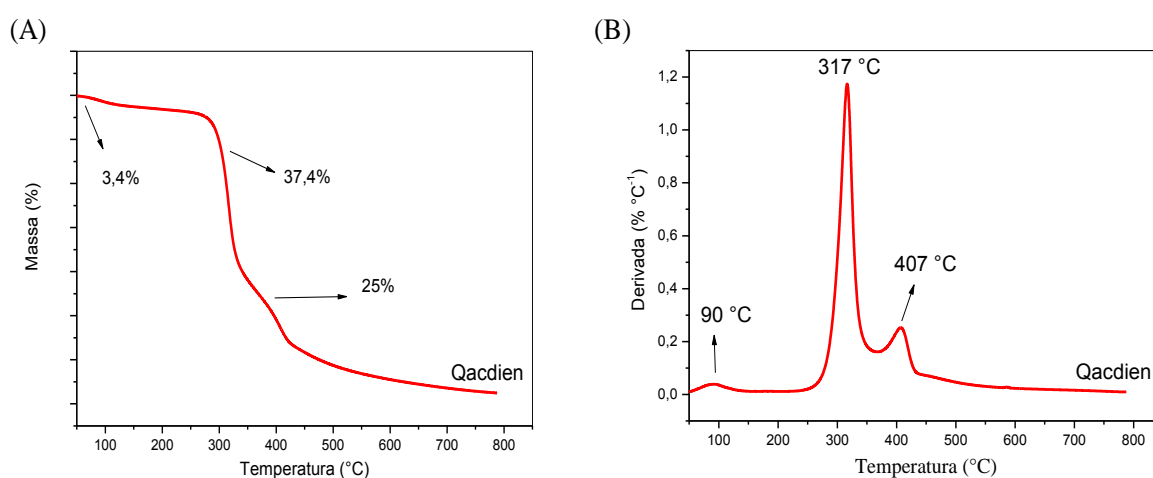 (A)
Massa (%)
3,4%
37,4%
25%
Qacdien
100 200 300 400 500 600 700 800
Temperatura (°C)
(B)
Derivada (% °C⁻¹)
1,2
1,0
0,8
0,6
0,4
0,2
0,0
317 °C
407 °C
90 °C
Qacdien
100 200 300 400 500 600 700 800
Temperatura (°C)